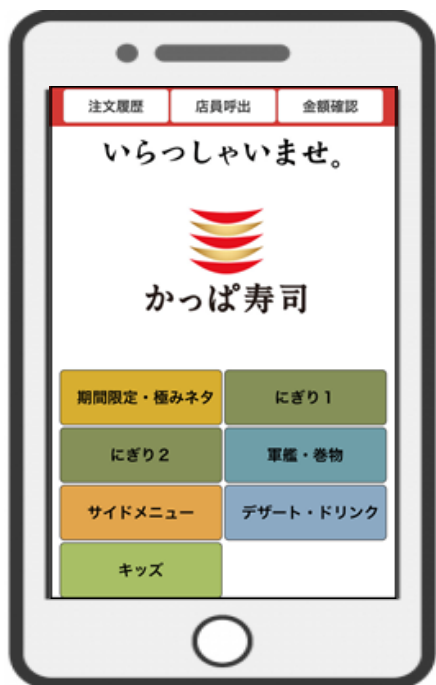 注文履歴 店員呼出 金額確認
いらっしゃいませ。
かっぱ寿司
期間限定・極みネタ にぎり1
にぎり2 軍艦・巻物
サイドメニュー デザート・ドリンク
キッズ